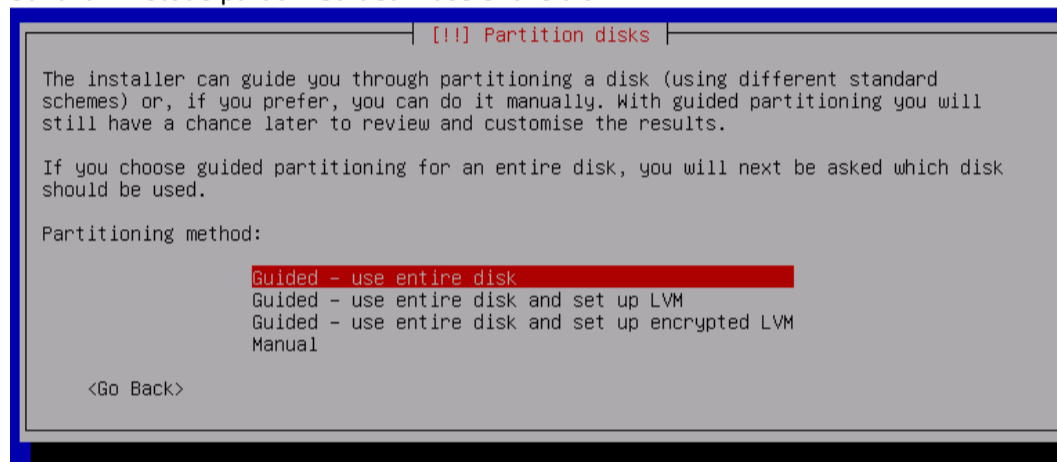 [!!] Partition disks
The installer can guide you through partitioning a disk (using different standard
schemes) or, if you prefer, you can do it manually. With guided partitioning you will
still have a chance later to review and customise the results.
If you choose guided partitioning for an entire disk, you will next be asked which disk
should be used.
Partitioning method:
Guided - use entire disk
Guided - use entire disk and set up LVM
Guided - use entire disk and set up encrypted LVM
Manual
<Go Back>